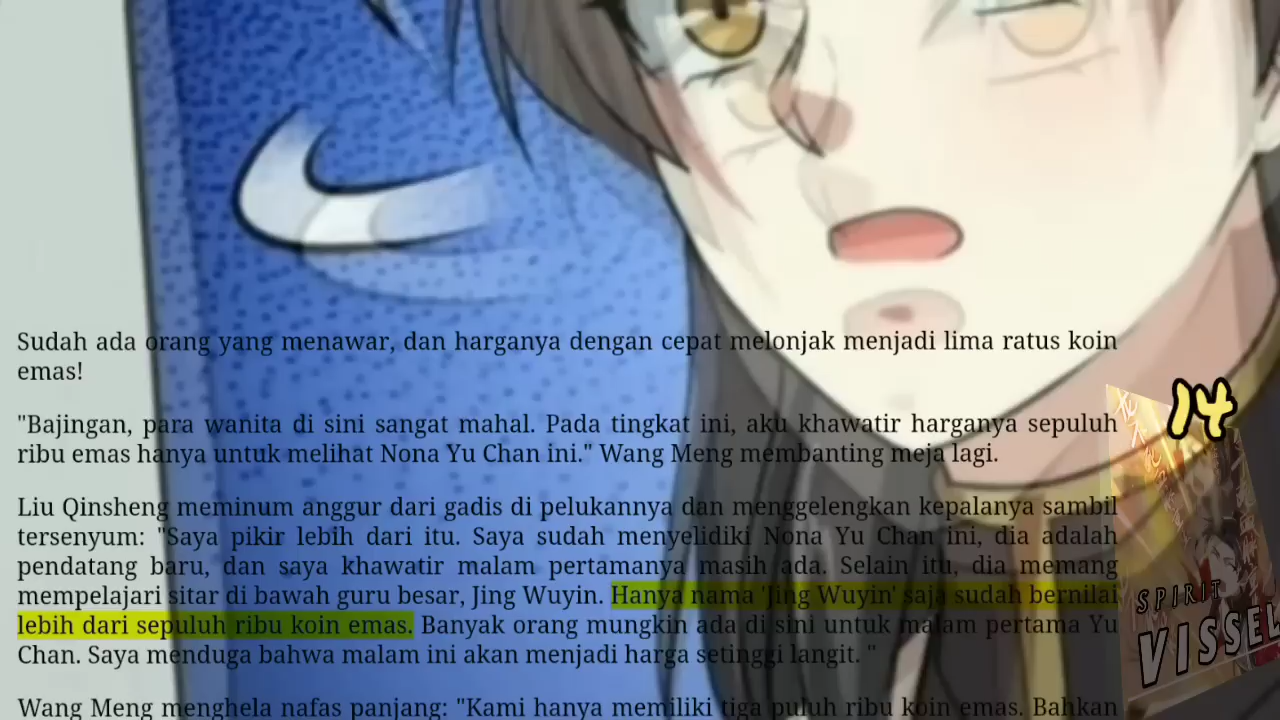 Sudah ada orang yang menawar, dan harganya dengan cepat melonjak menjadi lima ratus koin
emas!
"Bajingan, para wanita di sini sangat mahal. Pada tingkat ini, aku khawatir harganya sepuluh
ribu emas hanya untuk melihat Nona Yu Chan ini." Wang Meng membanting meja lagi.
Liu Qinsheng meminum anggur dari gadis di pelukannya dan menggelengkan kepalanya sambil
tersenyum: "Saya pikir lebih dari itu. Saya sudah menyelidiki Nona Yu Chan ini, dia adalah
pendatang baru, dan saya khawatir malam pertamanya masih ada. Selain itu, dia memang
mempelajari sitar di bawah guru besar, Jing Wuyin. Hanya nama 'Jing Wuyin' saja sudah bernilai
lebih dari sepuluh ribu koin emas. Banyak orang mungkin ada di sini untuk malam pertama Yu
Chan. Saya menduga bahwa malam ini akan menjadi harga setinggi langit. "
Wang Meng menghela nafas panjang: "Kami hanya memiliki tiga puluh ribu koin emas. Bahkan
14
SPIRIT
VISSEL